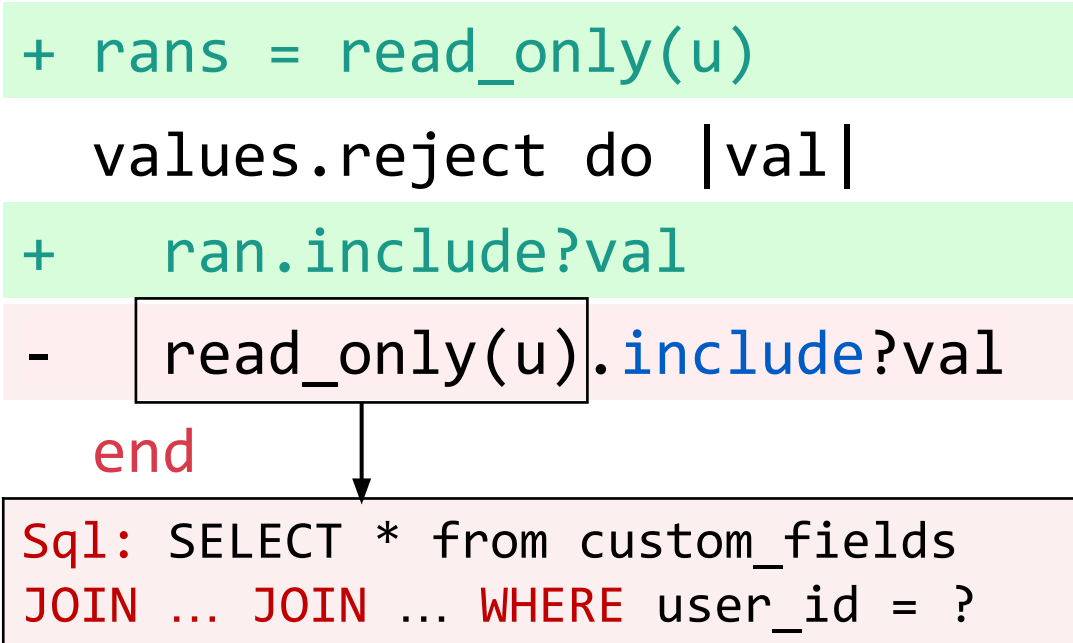 + rans = read_only(u)
values.reject do |val|
+ ran.include?val
- read_only(u).include?val
end
Sql: SELECT * from custom_fields
JOIN … JOIN … WHERE user_id = ?